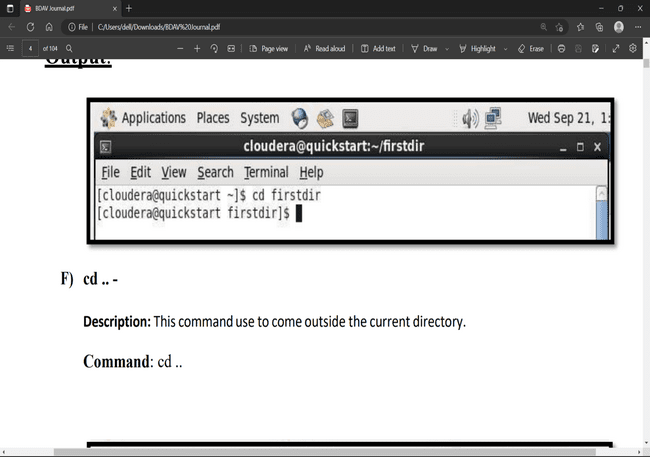 BDAV Journal.pdf
File | C:/Users/dell/Downloads/BDAV%20Journal.pdf
4 of 104 Page view Read aloud Add text Draw Highlight Erase
Output:
Applications Places System Wed Sep 21, 1:
cloudera@quickstart:~/firstdir
File Edit View Search Terminal Help
[cloudera@quickstart ~]$ cd firstdir
[cloudera@quickstart firstdir]$
F) cd .. -
Description: This command use to come outside the current directory.
Command: cd ..